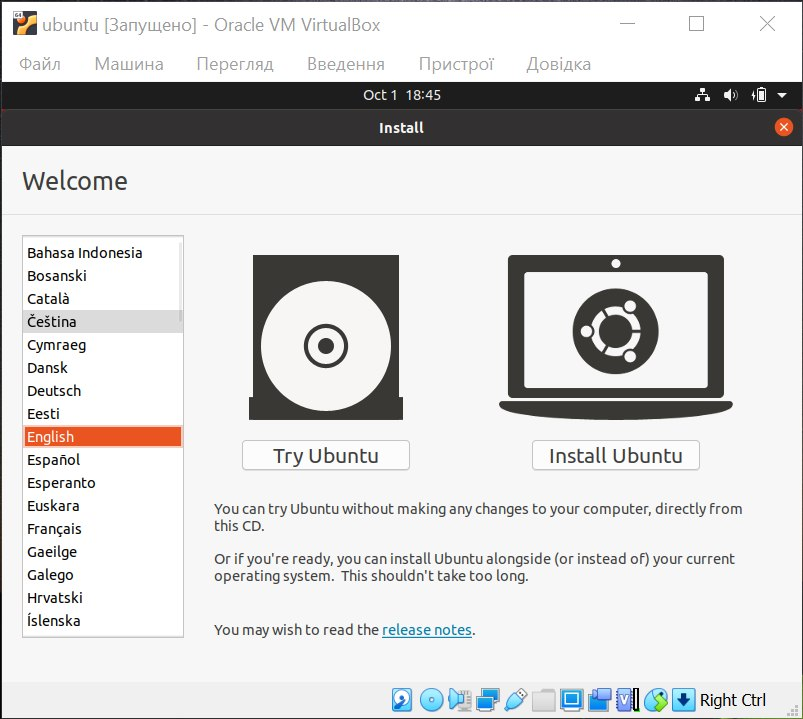 ubuntu [Запущено] - Oracle VM VirtualBox
Файл Машина Перегляд Введення Пристрої Довідка
Oct 1 18:45
Install
Welcome
Bahasa Indonesia
Bosanski
Català
Čeština
Cymraeg
Dansk
Deutsch
Eesti
English
Español
Esperanto
Euskara
Français
Gaeilge
Galego
Hrvatski
Íslenska
Try Ubuntu
Install Ubuntu
You can try Ubuntu without making any changes to your computer, directly from
this CD.
Or if you're ready, you can install Ubuntu alongside (or instead of) your current
operating system. This shouldn't take too long.
You may wish to read the release notes.
Right Ctrl